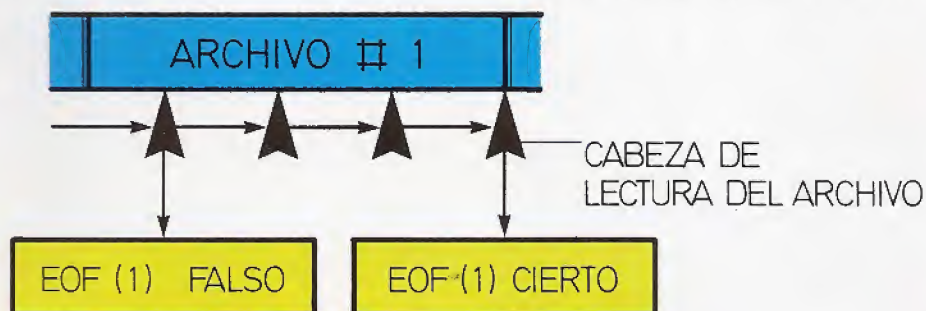 ARCHIVO # 1
CABEZA DE
LECTURA DEL ARCHIVO
EOF (1) FALSO
EOF (1) CIERTO